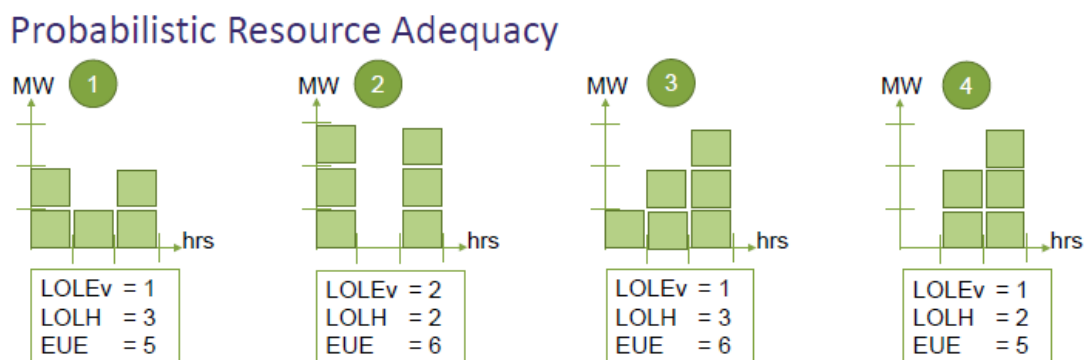 Probabilistic Resource Adequacy
MW 1
hrs
LOLEv = 1
LOLH = 3
EUE = 5
MW 2
hrs
LOLEv = 2
LOLH = 2
EUE = 6
MW 3
hrs
LOLEv = 1
LOLH = 3
EUE = 6
MW 4
hrs
LOLEv = 1
LOLH = 2
EUE = 5